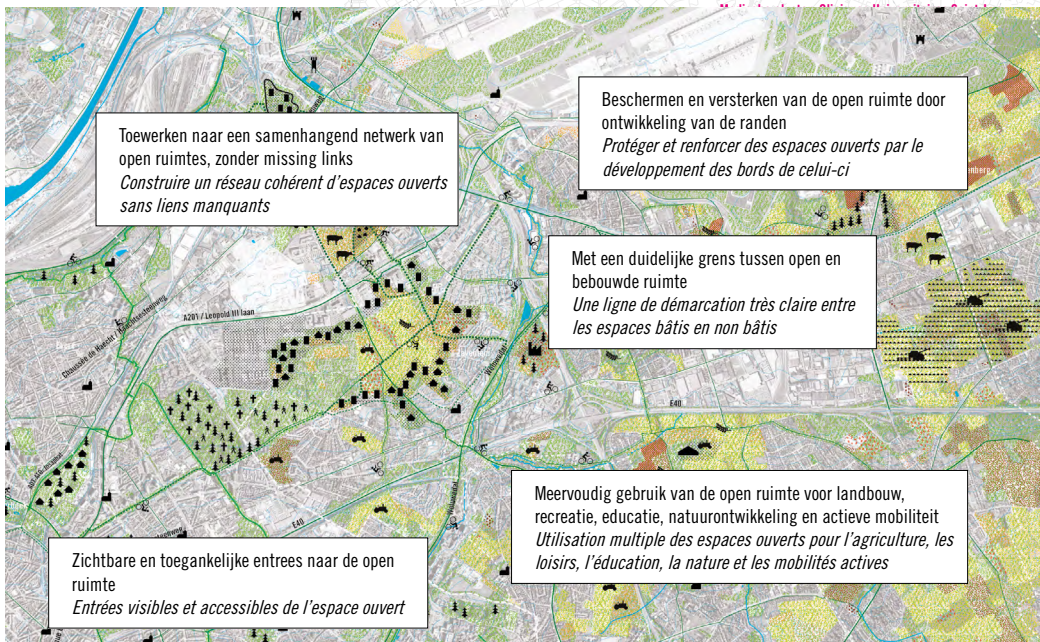 Toewerken naar een samenhangend netwerk van
open ruimtes, zonder missing links
Construire un réseau cohérent d'espaces ouverts
sans liens manquants
Beschermen en versterken van de open ruimte door
ontwikkeling van de randen
Protéger et renforcer des espaces ouverts par le
développement des bords de celui-ci
Met een duidelijke grens tussen open en
bebouwde ruimte
Une ligne de démarcation très claire entre
les espaces bâtis en non bâtis
A201 / Leopold III laan
Chaussée de Haecht / Haachtsesteenweg
E40
Meervoudig gebruik van de open ruimte voor landbouw,
recreatie, educatie, natuurontwikkeling en actieve mobiliteit
Utilisation multiple des espaces ouverts pour l'agriculture, les
loisirs, l'éducation, la nature et les mobilités actives
E40
Zichtbare en toegankelijke entrees naar de open
ruimte
Entrées visibles et accessibles de l'espace ouvert